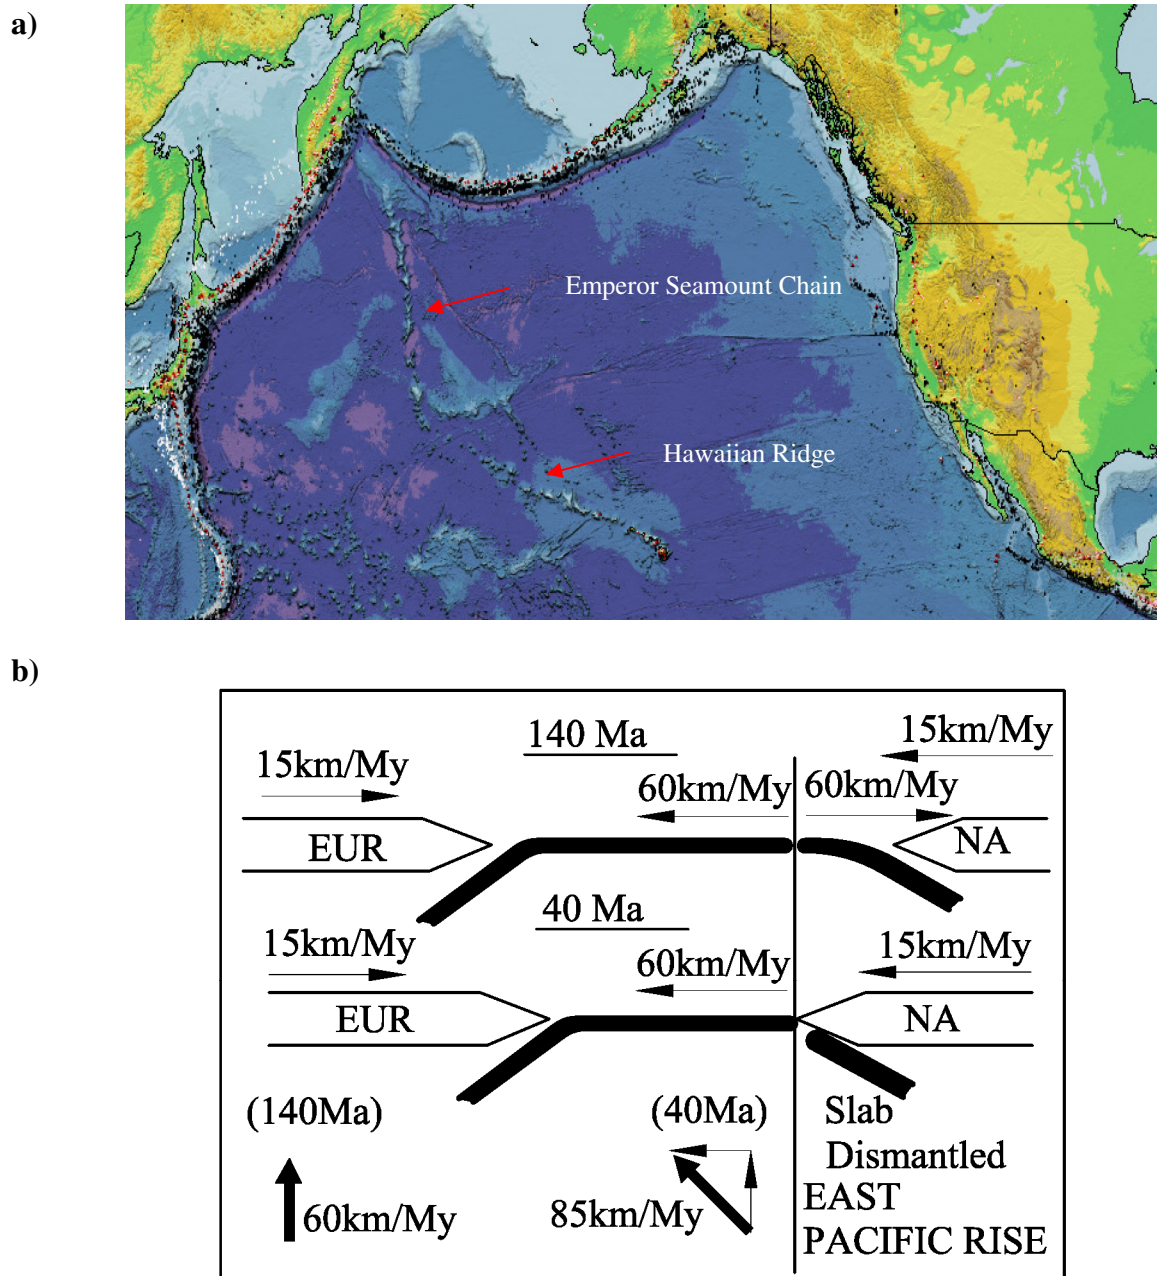 a)
Emperor Seamount Chain
Hawaiian Ridge
b)
140 Ma
15km/My
15km/My
60km/My
60km/My
EUR
NA
40 Ma
15km/My
60km/My
15km/My
EUR
NA
(140Ma)
(40Ma)
Slab
Dismantled
60km/My
85km/My
EAST
PACIFIC RISE